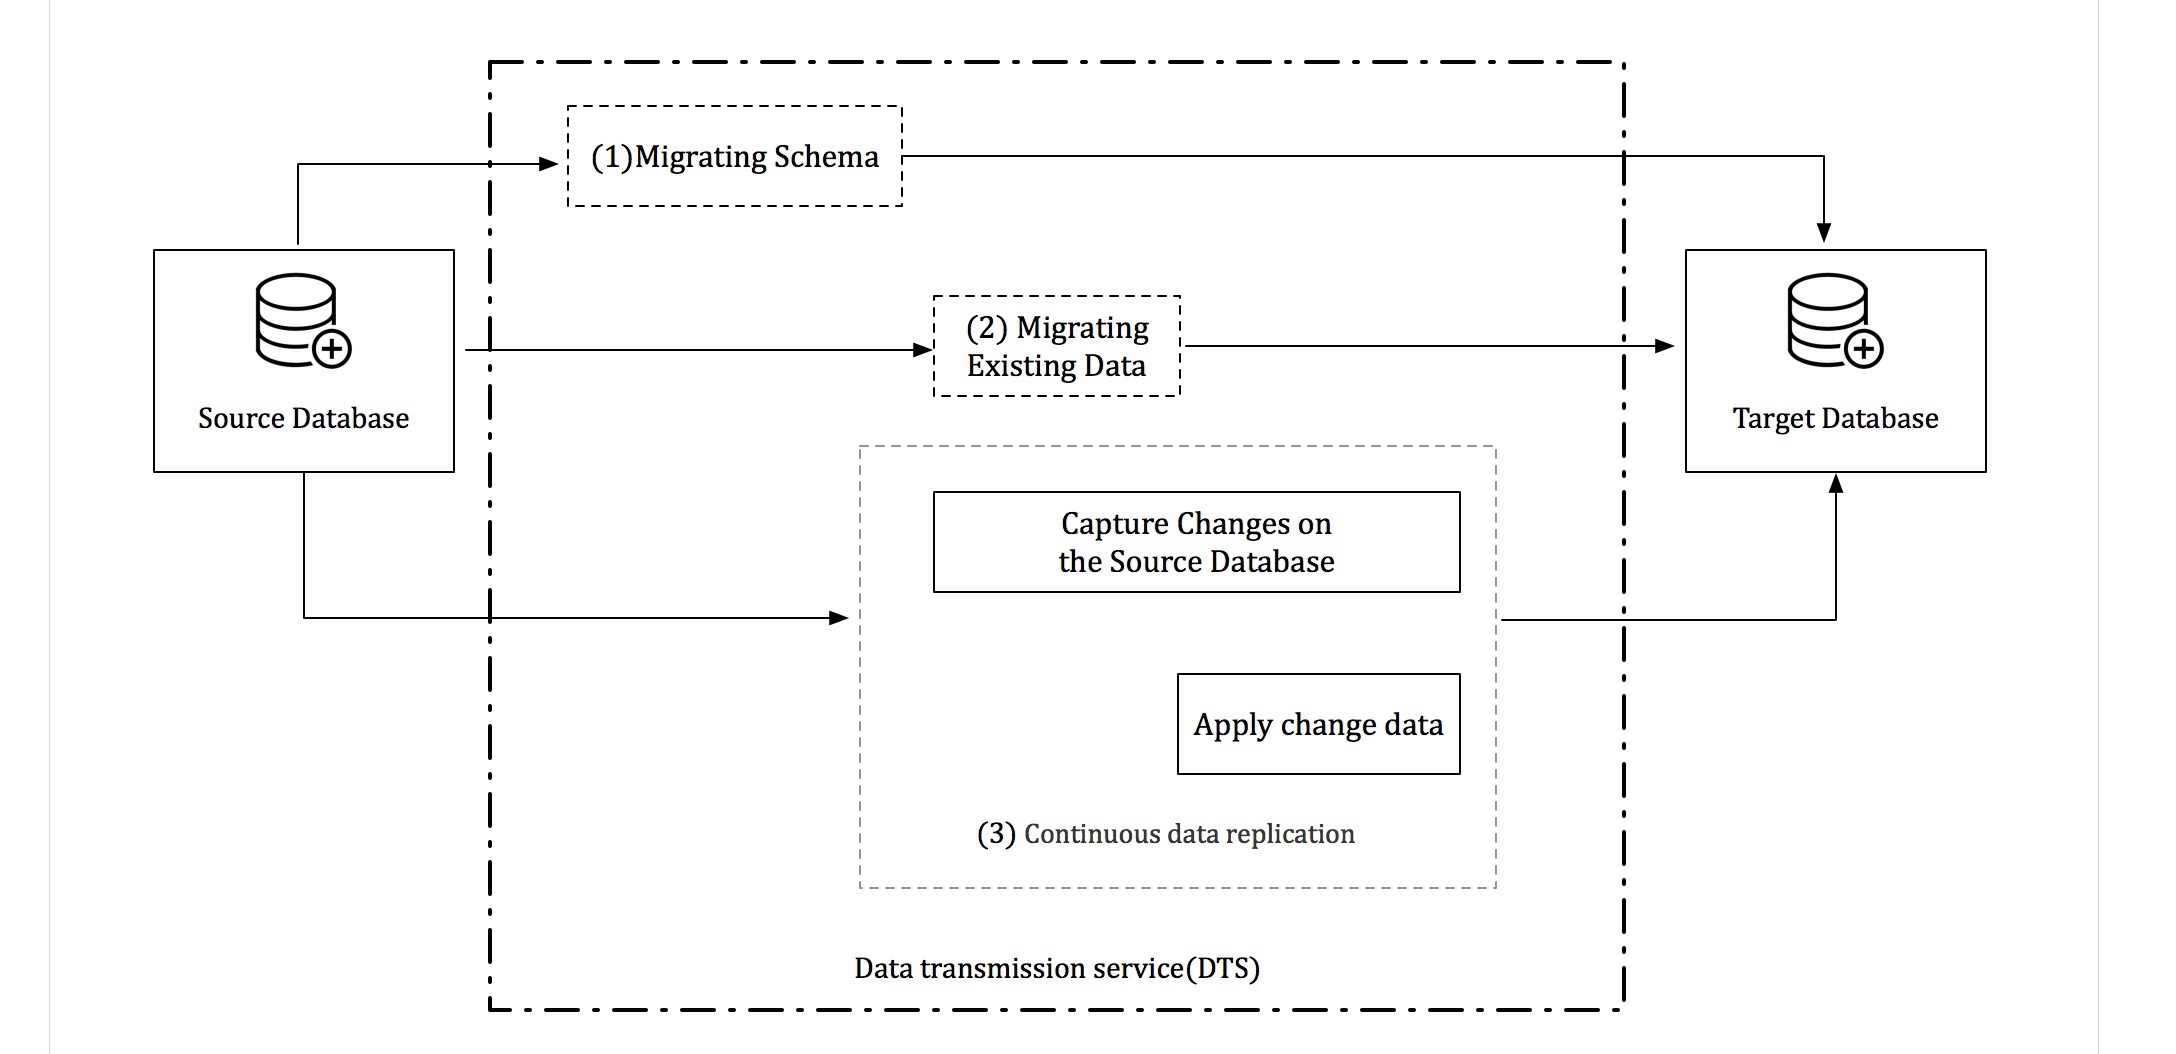 (1)Migrating Schema
Source Database
(2) Migrating
Existing Data
Target Database
Capture Changes on
the Source Database
Apply change data
(3) Continuous data replication
Data transmission service(DTS)